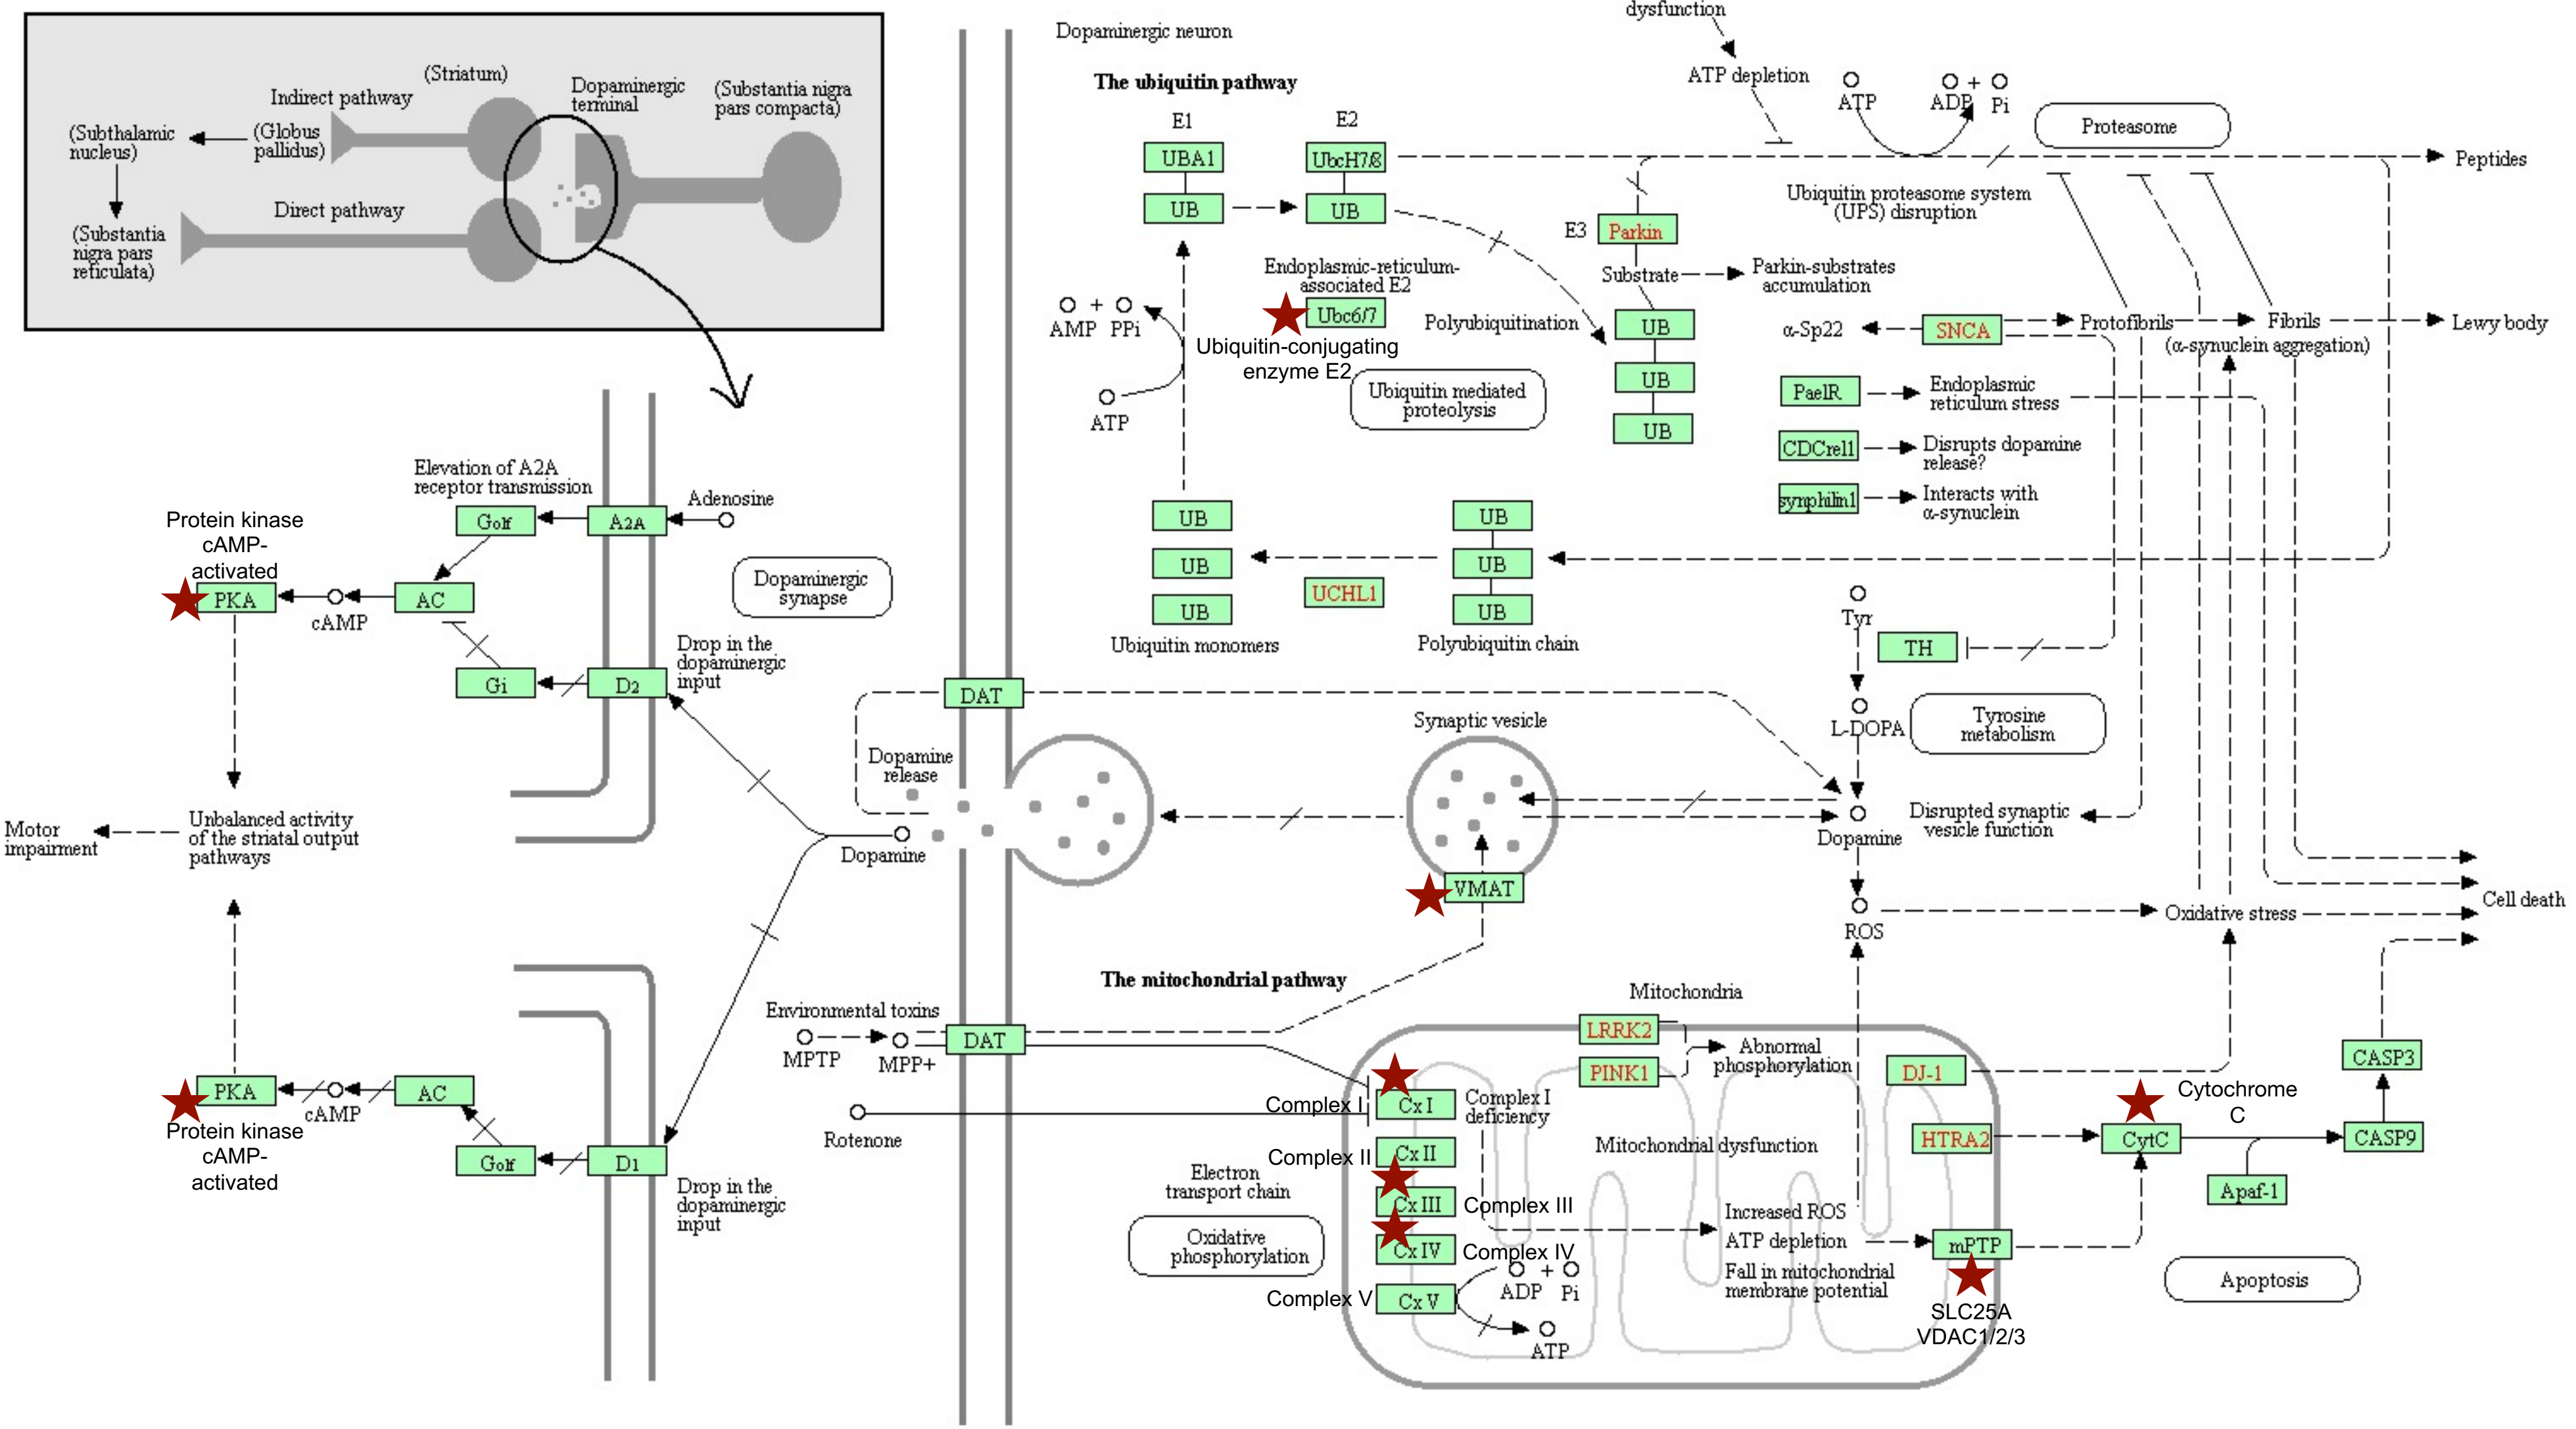 (Striatum)
Indirect pathway
(Subthalamic
nucleus)
(Globus
pallidus)
Dopaminergic
terminal
(Substantia nigra
pars compacta)
Direct pathway
(Substantia
nigra pars
reticulata)
Dopaminergic neuron
The ubiquitin pathway
dysfunction
ATP depletion
ATP
ADP + Pi
Proteasome
E1
E2
UBA1
UbcH7/8
Peptides
UB
UB
Ubiquitin proteasome system
(UPS) disruption
E3
Parkin
Substrate
Parkin-substrates
accumulation
Endoplasmic-reticulum-
associated E2
Ubc6/7
Ubiquitin-conjugating
enzyme E2
AMP + PPi
ATP
Polyubiquitination
Ubiquitin mediated
proteolysis
UB
UB
UB
α-Sp22
SNCA
Protofibrils
Fibrils
Lewy body
(α-synuclein aggregation)
PaelR
Endoplasmic
reticulum stress
CDCrel1
Disrupts dopamine
release?
synphilin1
Interacts with
α-synuclein
UB
UB
UB
Ubiquitin monomers
UCHL1
UB
UB
UB
Polyubiquitin chain
Elevation of A2A
receptor transmission
Golf
A2A
Adenosine
Protein kinase
cAMP-
activated
PKA
cAMP
AC
Dopaminergic
synapse
Gi
D2
Drop in the
dopaminergic
input
Tyr
TH
L-DOPA
Tyrosine
metabolism
DAT
Dopamine
release
Synaptic vesicle
Dopamine
Dopamine
Disrupted synaptic
vesicle function
VMAT
Motor
impairment
Unbalanced activity
of the striatal output
pathways
ROS
Oxidative stress
Cell death
The mitochondrial pathway
Environmental toxins
MPTP
MPP+
DAT
Rotenone
PKA
Protein kinase
cAMP-
activated
cAMP
AC
Golf
D1
Drop in the
dopaminergic
input
Mitochondria
LRRK2
PINK1
Abnormal
phosphorylation
DJ-1
Complex I
Cx I
Complex I
deficiency
Complex II
Cx II
Cx III
Complex III
Cx IV
Complex IV
Complex V
Cx V
ADP + Pi
ATP
Electron
transport chain
Oxidative
phosphorylation
Mitochondrial dysfunction
Increased ROS
ATP depletion
Fall in mitochondrial
membrane potential
HTRA2
mPTP
SLC25A
VDAC1/2/3
CytC
Cytochrome
C
Apaf-1
CASP3
CASP9
Apoptosis